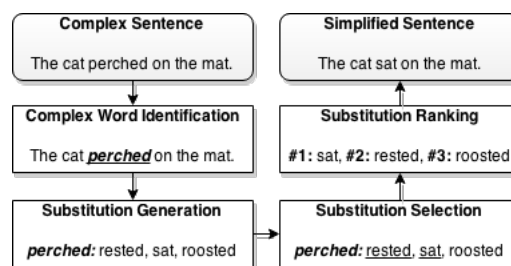 Complex Sentence
The cat perched on the mat.
Complex Word Identification
The cat perched on the mat.
Substitution Generation
perched: rested, sat, roosted
Substitution Selection
perched: rested, sat, roosted
Substitution Ranking
#1: sat, #2: rested, #3: roosted
Simplified Sentence
The cat sat on the mat.